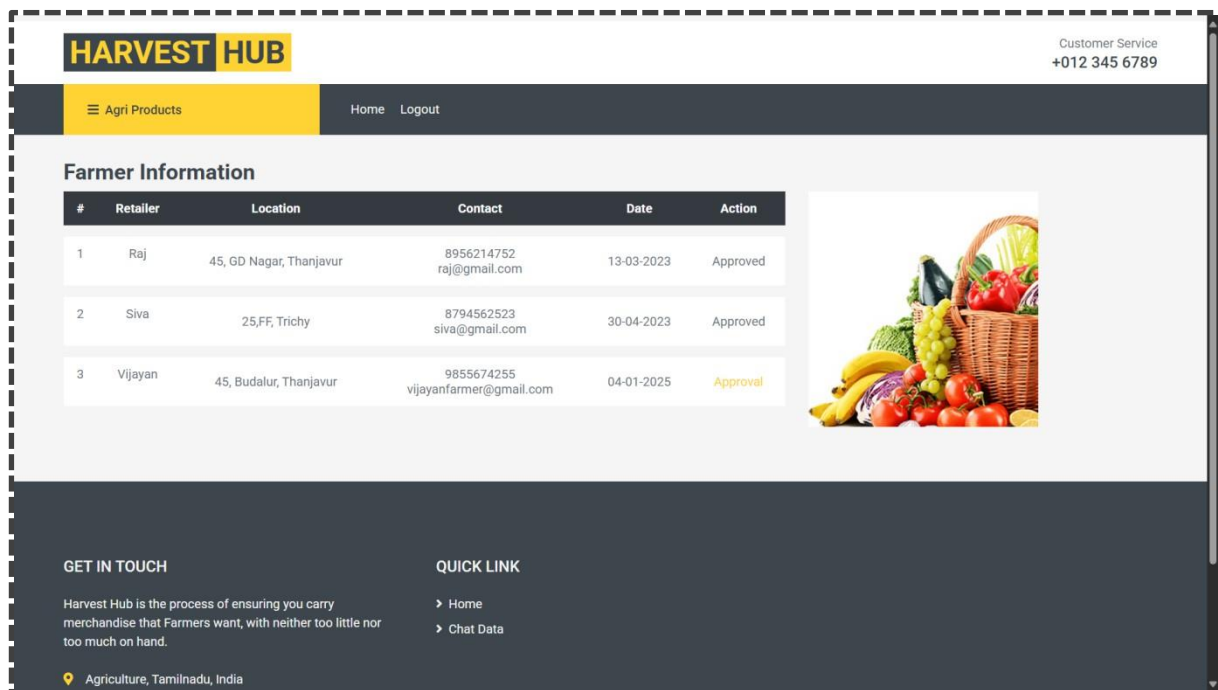 HARVEST HUB
Customer Service
+012 345 6789
Agri Products
Home Logout
Farmer Information
# Retailer Location Contact Date Action
1 Raj 45, GD Nagar, Thanjavur 8956214752 raj@gmail.com 13-03-2023 Approved
2 Siva 25,FF, Trichy 8794562523 siva@gmail.com 30-04-2023 Approved
3 Vijayan 45, Budalur, Thanjavur 9855674255 vijayanfarmer@gmail.com 04-01-2025 Approval
GET IN TOUCH
Harvest Hub is the process of ensuring you carry
merchandise that Farmers want, with neither too little nor
too much on hand.
Agriculture, Tamilnadu, India
QUICK LINK
Home
Chat Data